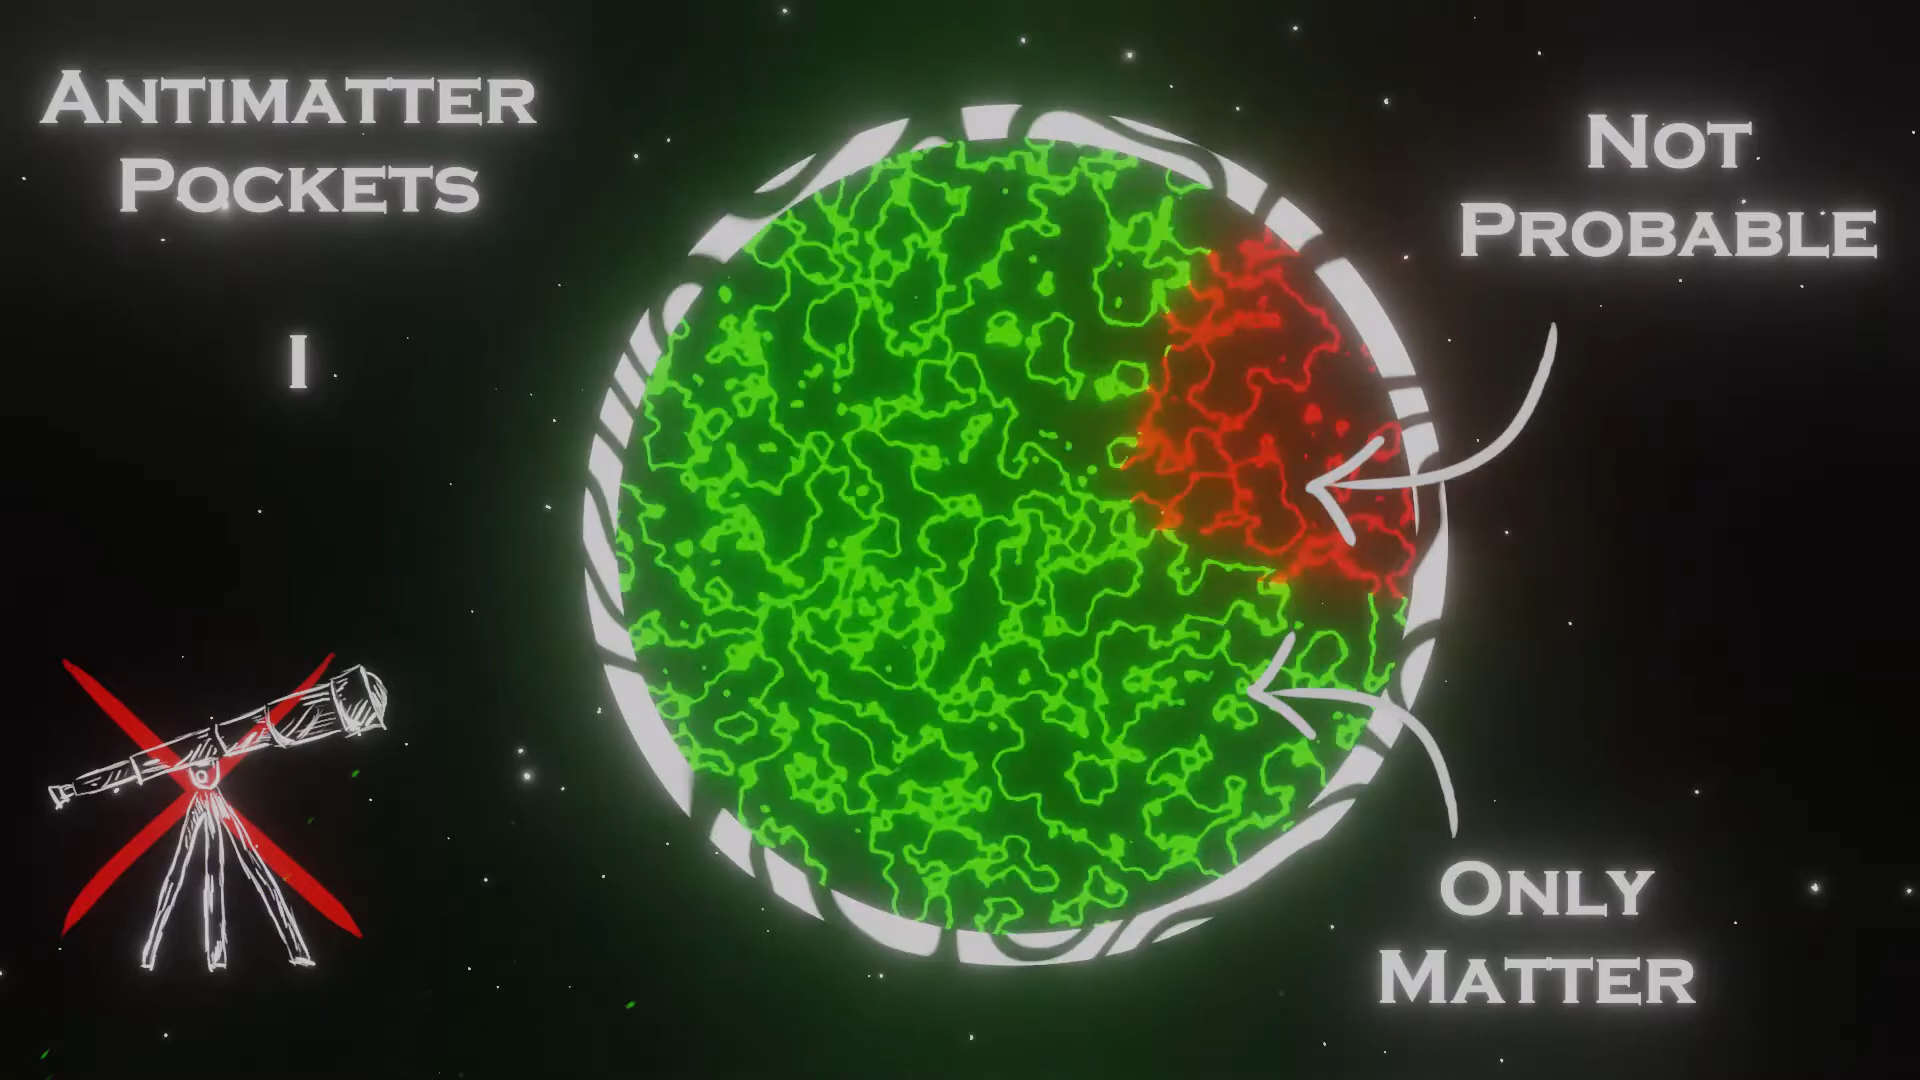 ANTIMATTER
POCKETS
I
NOT
PROBABLE
ONLY
MATTER